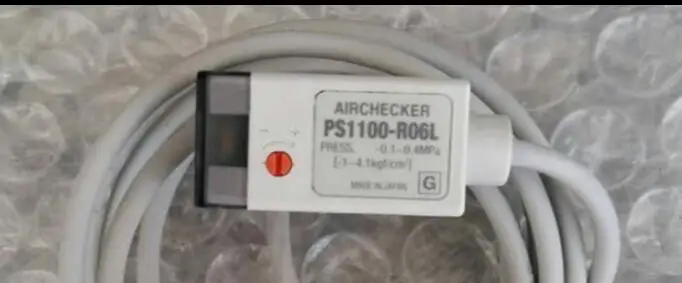 − +
AIRCHECKER
PS1100-R06L
PRESS. -0.1~0.4MPa
[-1~4.1kgf/cm²]
MADE IN JAPAN G